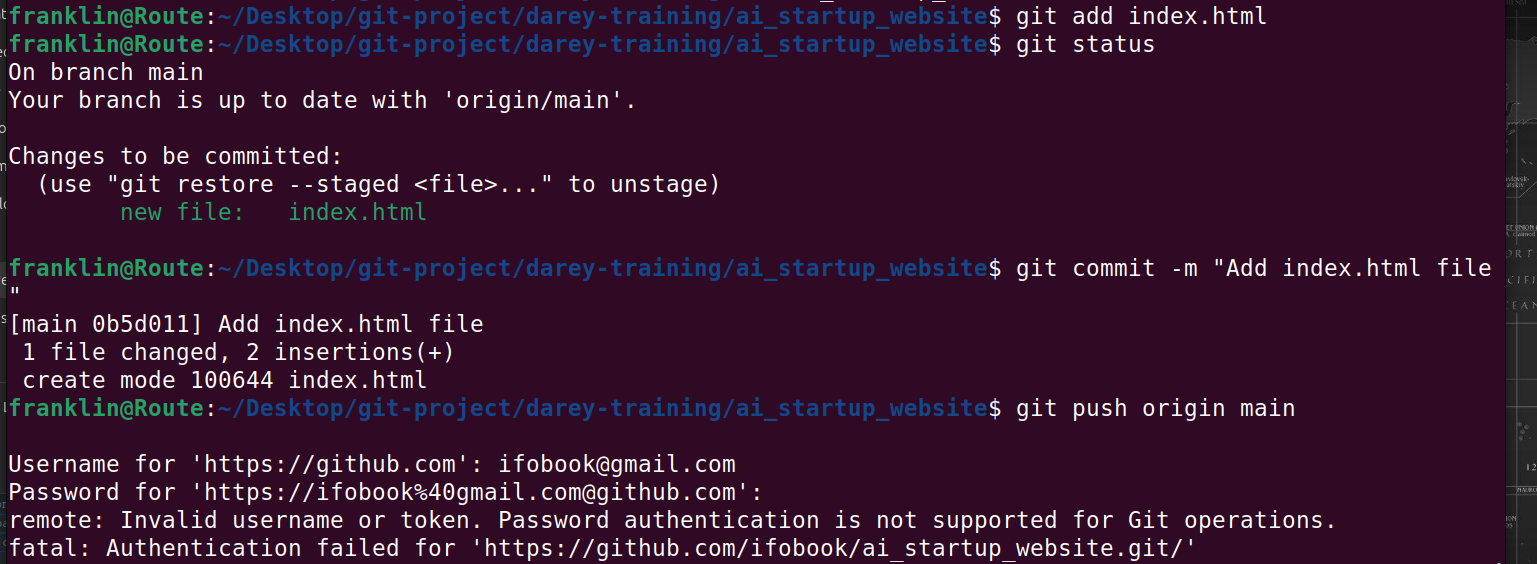 franklin@Route:~/Desktop/git-project/darey-training/ai_startup_website$ git add index.html
franklin@Route:~/Desktop/git-project/darey-training/ai_startup_website$ git status
On branch main
Your branch is up to date with 'origin/main'.
Changes to be committed:
  (use "git restore --staged <file>..." to unstage)
        new file:   index.html
franklin@Route:~/Desktop/git-project/darey-training/ai_startup_website$ git commit -m "Add index.html file
"
[main 0b5d011] Add index.html file
 1 file changed, 2 insertions(+)
 create mode 100644 index.html
franklin@Route:~/Desktop/git-project/darey-training/ai_startup_website$ git push origin main
Username for 'https://github.com': ifobook@gmail.com
Password for 'https://ifobook%40gmail.com@github.com':
remote: Invalid username or token. Password authentication is not supported for Git operations.
fatal: Authentication failed for 'https://github.com/ifobook/ai_startup_website.git/'